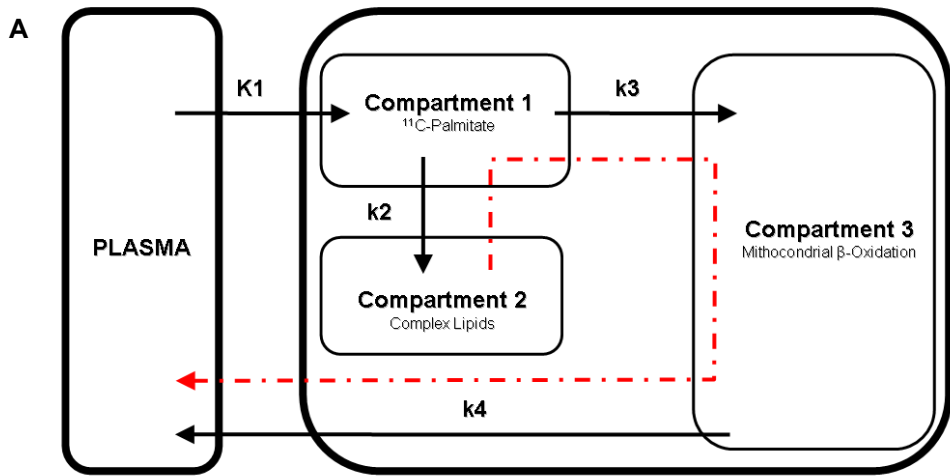 A
K1
Compartment 1
¹¹C-Palmitate
k3
k2
PLASMA
Compartment 3
Mithocondrial β-Oxidation
Compartment 2
Complex Lipids
k4